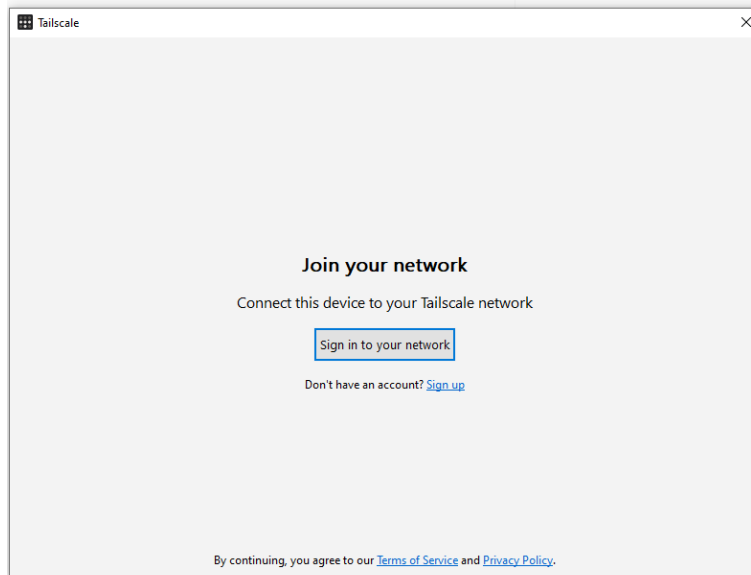 Tailscale
Join your network
Connect this device to your Tailscale network
Sign in to your network
Don't have an account? Sign up
By continuing, you agree to our Terms of Service and Privacy Policy.